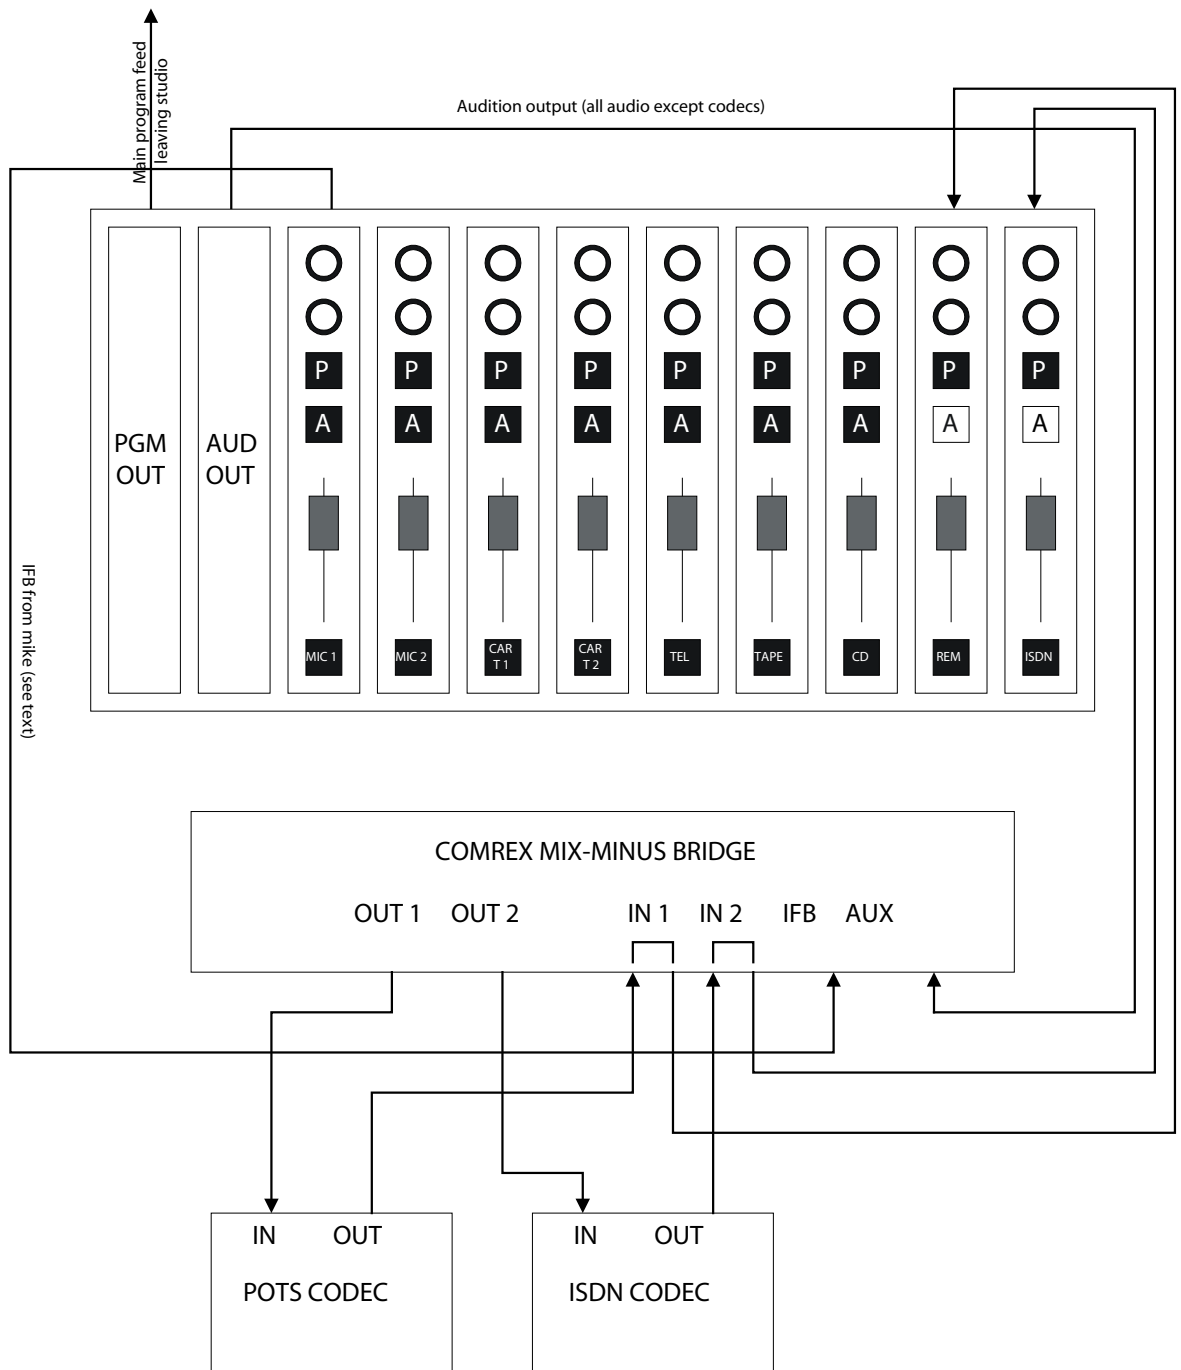 Main program feed
leaving studio
Audition output (all audio except codecs)
IFB from mike (see text)
PGM
OUT
AUD
OUT
P P P P P P P P P
A A A A A A A A A
MIC 1
MIC 2
CAR
T 1
CAR
T 2
TEL
TAPE
CD
REM
ISDN
COMREX MIX-MINUS BRIDGE
OUT 1 OUT 2 IN 1 IN 2 IFB AUX
IN OUT
POTS CODEC
IN OUT
ISDN CODEC